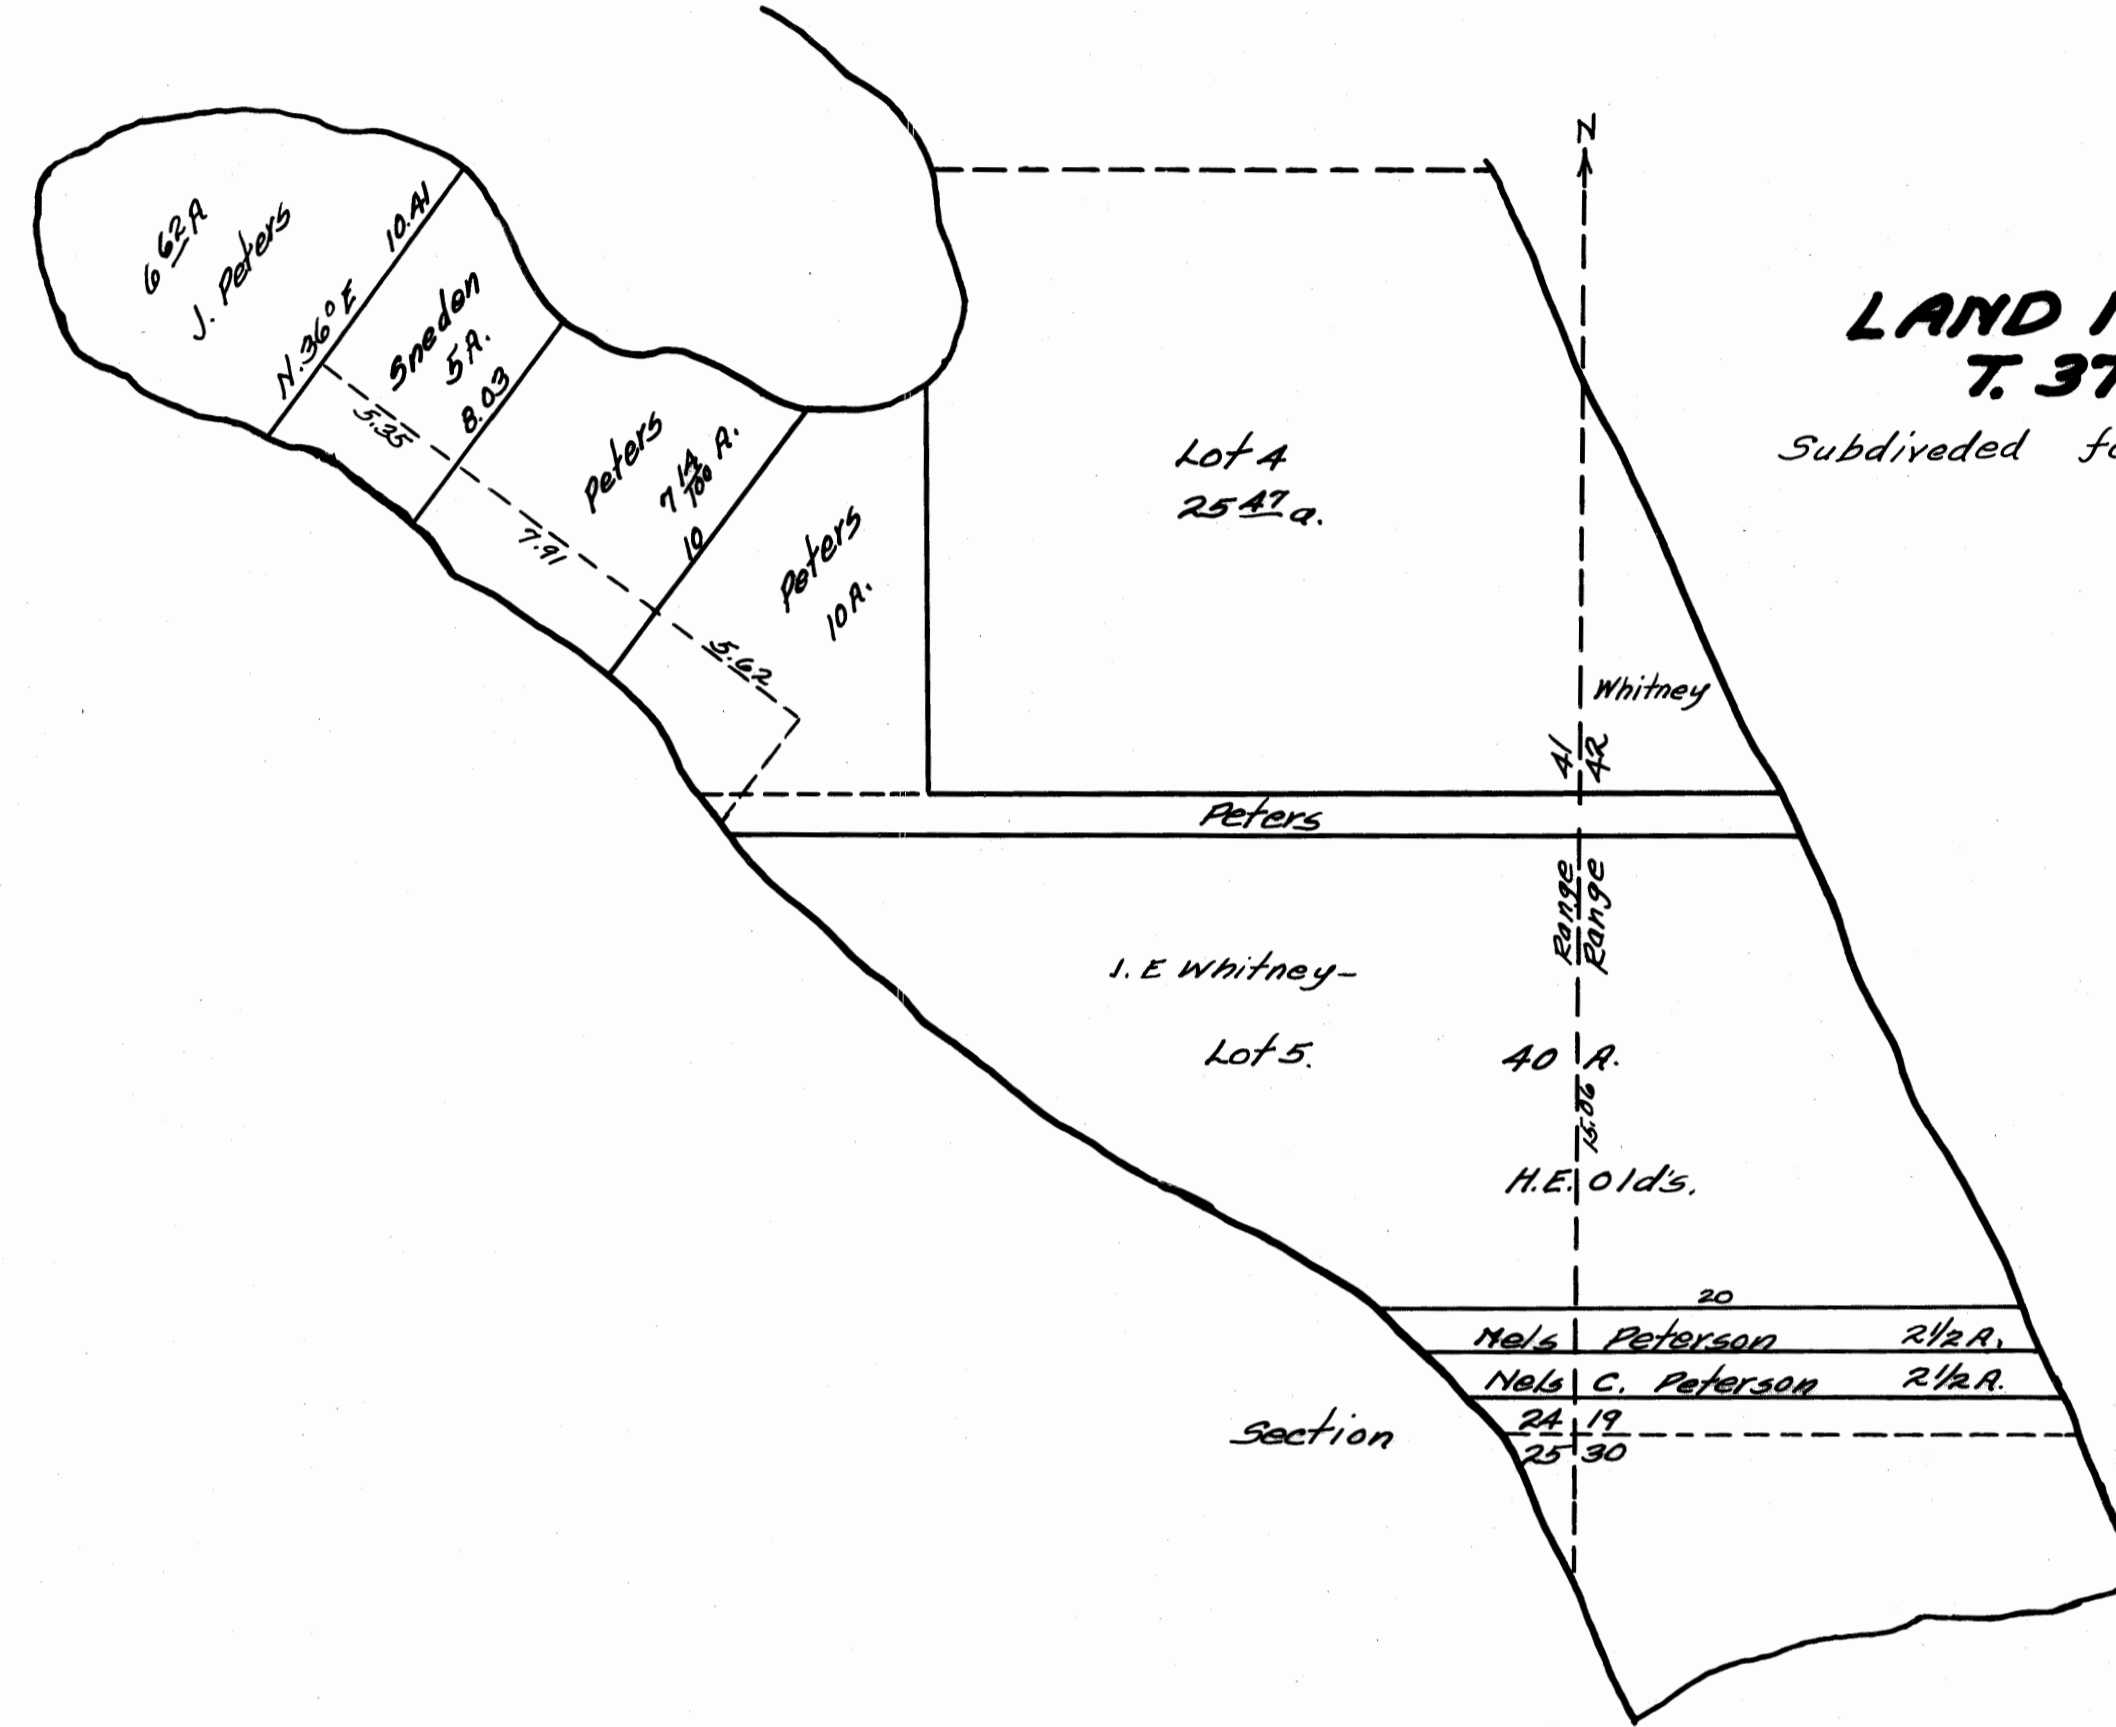 N
LAND
T. 37
Subdiveded
6 62 A
J. Peters
N. 36° E
10.41
Sneden
5 A.
8.03
5.35
Peters
7 14/100 A.
10
7.91
Peters
10 A.
5.62
Lot 4
25 47 a.
Whitney
41
42
Peters
Range
Range
I. E Whitney-
Lot 5.
40 A.
15.06
H.E. Old's.
20
Nels Peterson 2 1/2 A.
Nels C. Peterson 2 1/2 A.
24 19
Section
25 30